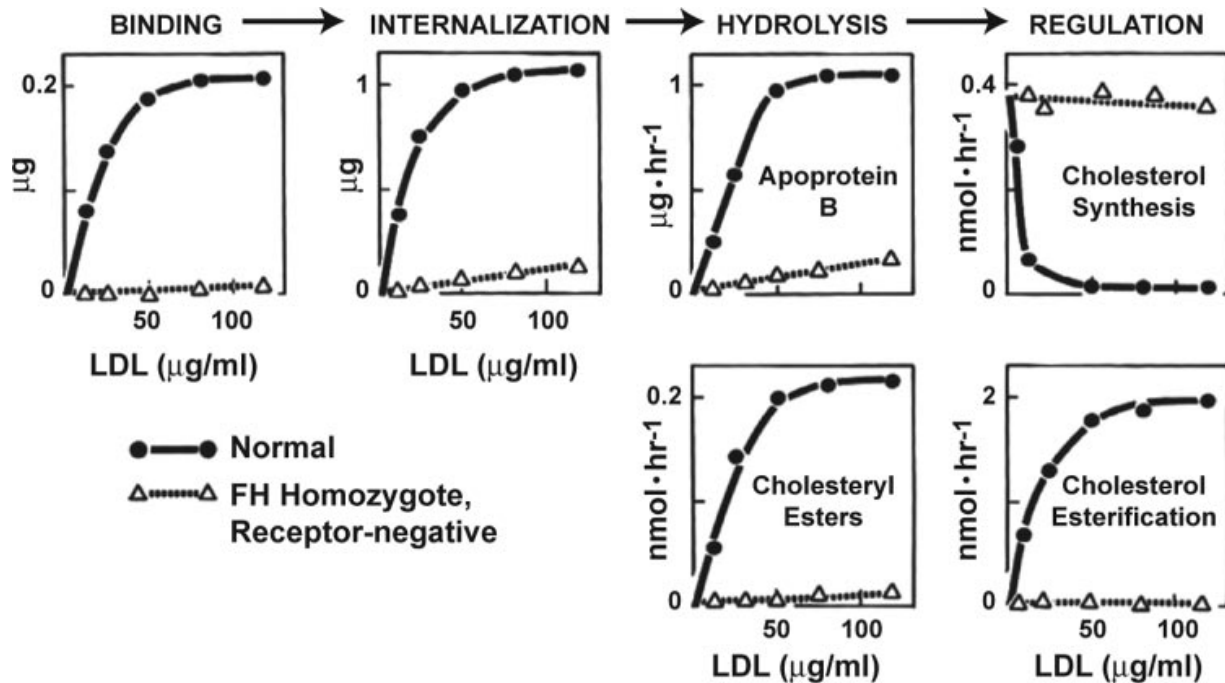 BINDING INTERNALIZATION HYDROLYSIS REGULATION
0.2
µg
0
50 100
LDL (µg/ml)
1
µg
0
50 100
LDL (µg/ml)
1
µg•hr-1
0
Apoprotein
B
0.4
nmol•hr-1
0
Cholesterol
Synthesis
Normal
FH Homozygote,
Receptor-negative
0.2
nmol•hr-1
0
Cholesteryl
Esters
50 100
LDL (µg/ml)
2
nmol•hr-1
0
Cholesterol
Esterification
50 100
LDL (µg/ml)